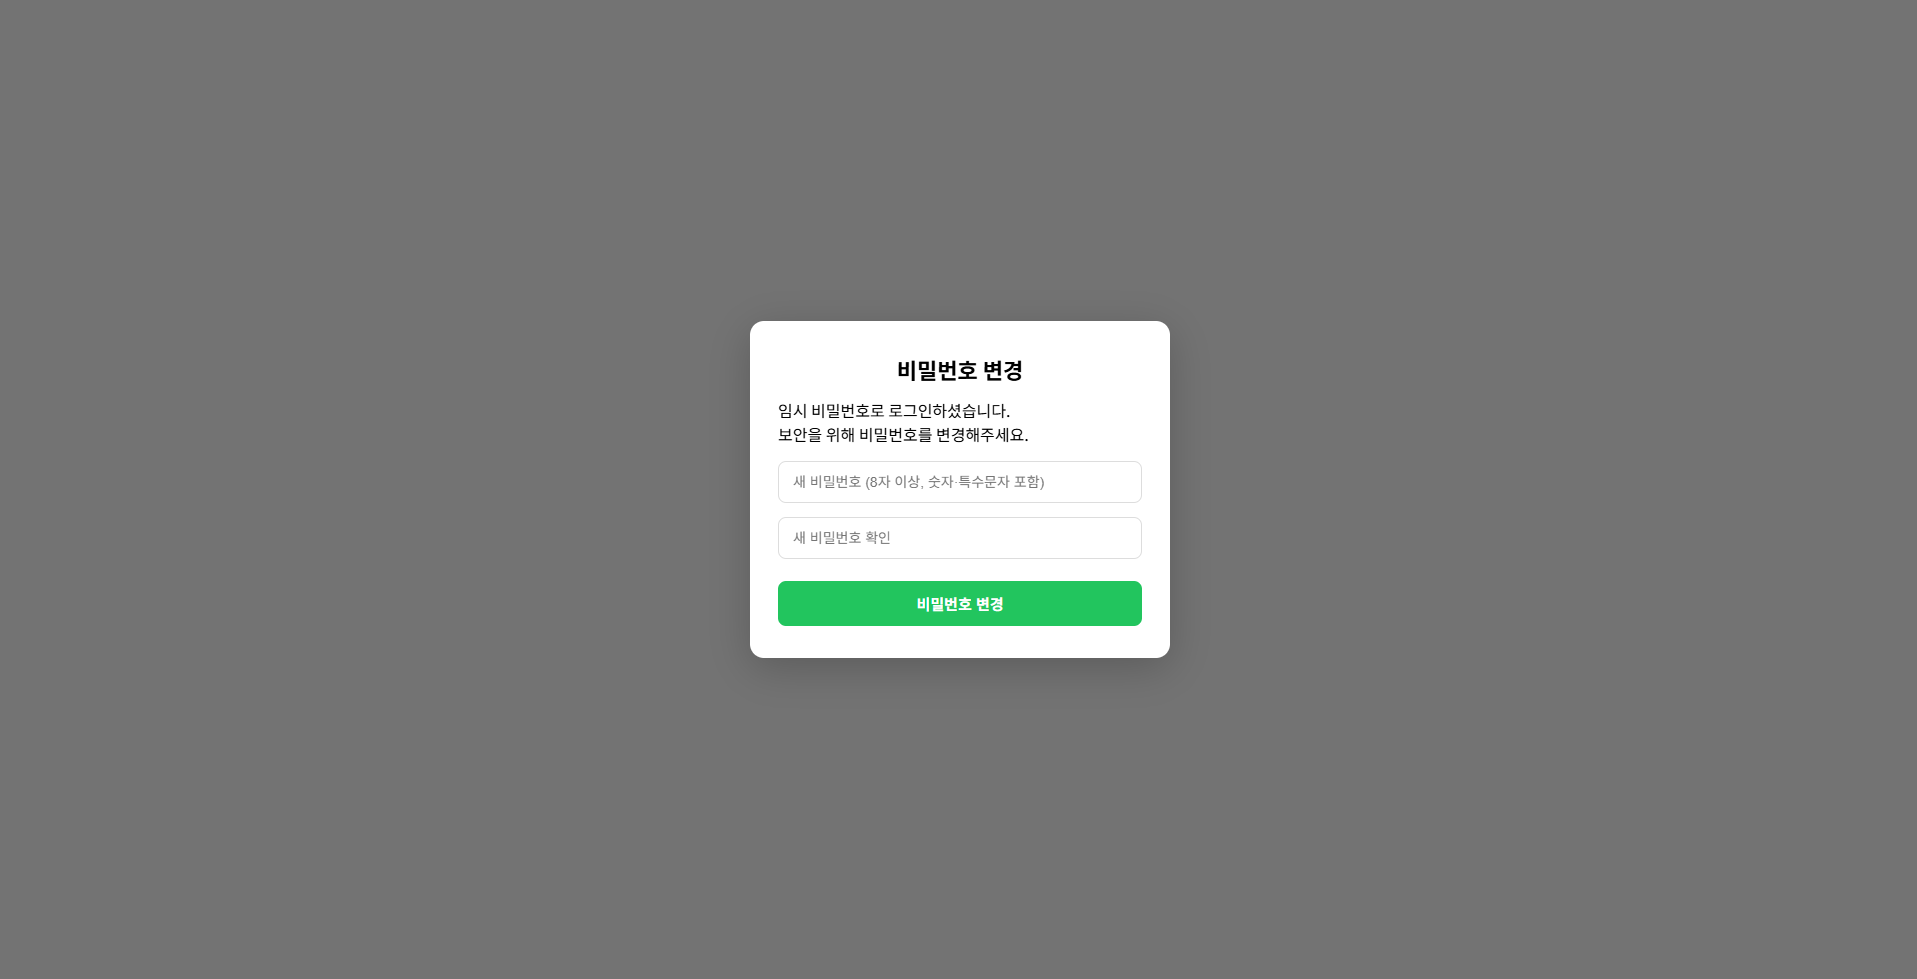 비밀번호 변경
임시 비밀번호로 로그인하셨습니다.
보안을 위해 비밀번호를 변경해주세요.
새 비밀번호 (8자 이상, 숫자·특수문자 포함)
새 비밀번호 확인
비밀번호 변경